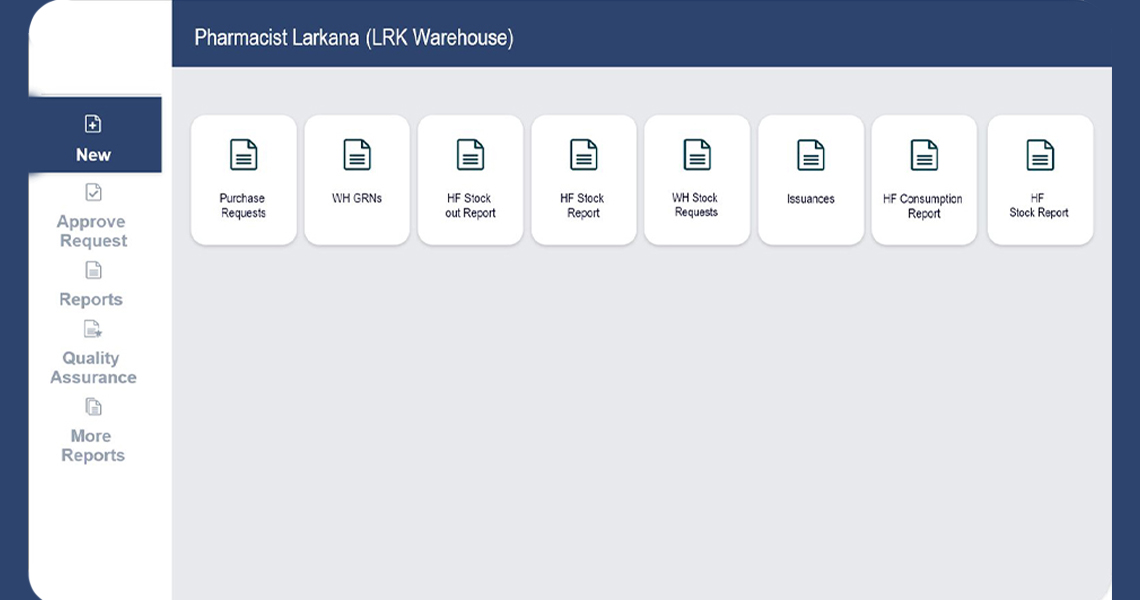 Pharmacist Larkana (LRK Warehouse)
New
Approve
Request
Reports
Quality
Assurance
More
Reports
Purchase
Requests
WH GRNs
HF Stock
out Report
HF Stock
Report
WH Stock
Requests
Issuances
HF Consumption
Report
HF
Stock Report